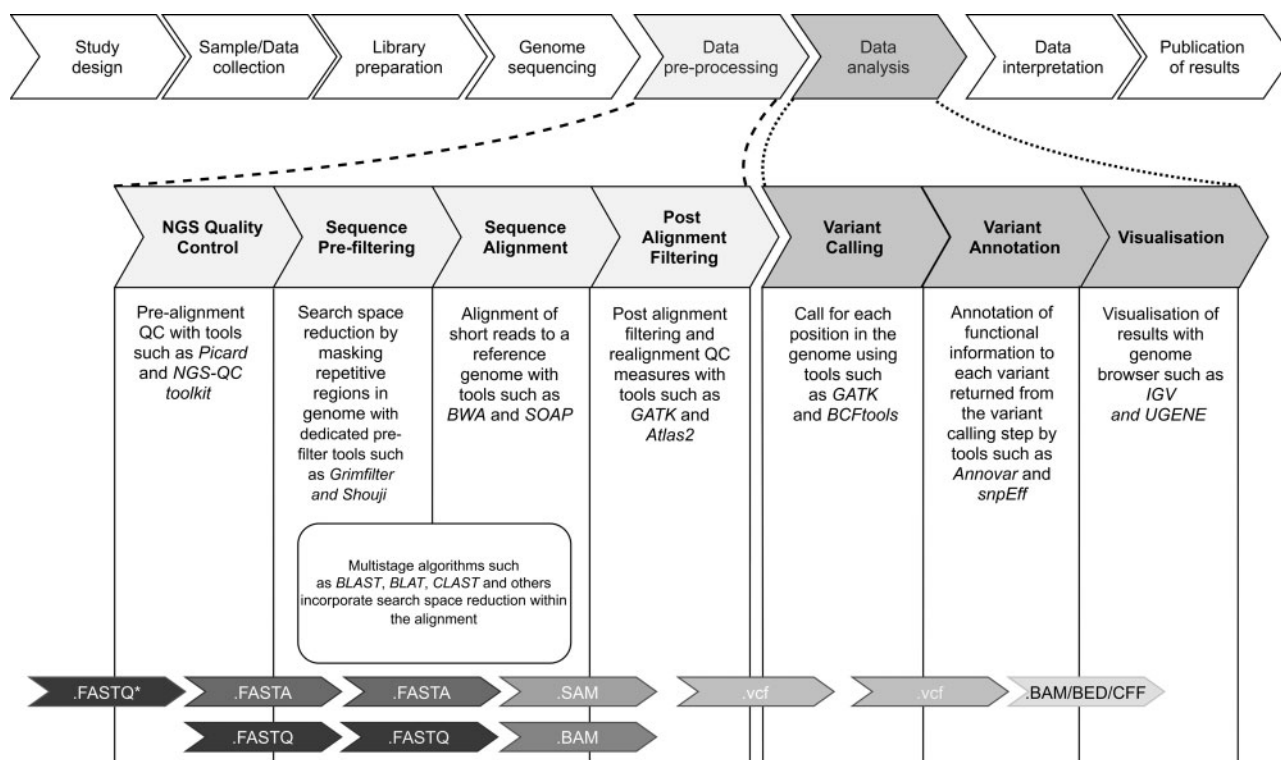 Study
design
Sample/Data
collection
Library
preparation
Genome
sequencing
Data
pre-processing
Data
analysis
Data
interpretation
Publication
of results
NGS Quality
Control
Sequence
Pre-filtering
Sequence
Alignment
Post
Alignment
Filtering
Variant
Calling
Variant
Annotation
Visualisation
Pre-alignment
QC with tools
such as Picard
and NGS-QC
toolkit
Search space
reduction by
masking
repetitive
regions in
genome with
dedicated pre-
filter tools such
as Grimfilter
and Shouji
Alignment of
short reads to a
reference
genome with
tools such as
BWA and SOAP
Post alignment
filtering and
realignment QC
measures with
tools such as
GATK and
Atlas2
Call for each
position in the
genome using
tools such
as GATK
and BCFtools
Annotation of
functional
information to
each variant
returned from
the variant
calling step by
tools such as
Annovar and
snpEff
Visualisation of
results with
genome
browser such as
IGV
and UGENE
Multistage algorithms such
as BLAST, BLAT, CLAST and others
incorporate search space reduction within
the alignment
.FASTQ*
.FASTA
.FASTA
.SAM
.vcf
.vcf
.BAM/BED/CFF
.FASTQ
.FASTQ
.BAM